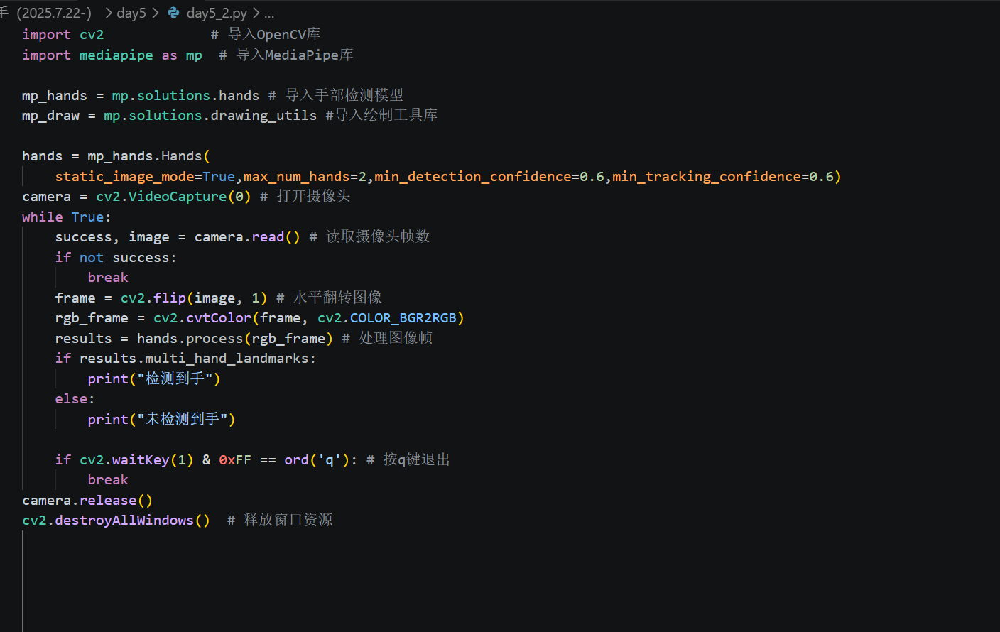 手 (2025.7.22-) > day5 > day5_2.py > ...
import cv2 # 导入OpenCV库
import mediapipe as mp # 导入MediaPipe库
mp_hands = mp.solutions.hands # 导入手部检测模型
mp_draw = mp.solutions.drawing_utils #导入绘制工具库
hands = mp_hands.Hands(
    static_image_mode=True,max_num_hands=2,min_detection_confidence=0.6,min_tracking_confidence=0.6)
camera = cv2.VideoCapture(0) # 打开摄像头
while True:
    success, image = camera.read() # 读取摄像头帧数
    if not success:
        break
    frame = cv2.flip(image, 1) # 水平翻转图像
    rgb_frame = cv2.cvtColor(frame, cv2.COLOR_BGR2RGB)
    results = hands.process(rgb_frame) # 处理图像帧
    if results.multi_hand_landmarks:
        print("检测到手")
    else:
        print("未检测到手")
    if cv2.waitKey(1) & 0xFF == ord('q'): # 按q键退出
        break
camera.release()
cv2.destroyAllWindows() # 释放窗口资源